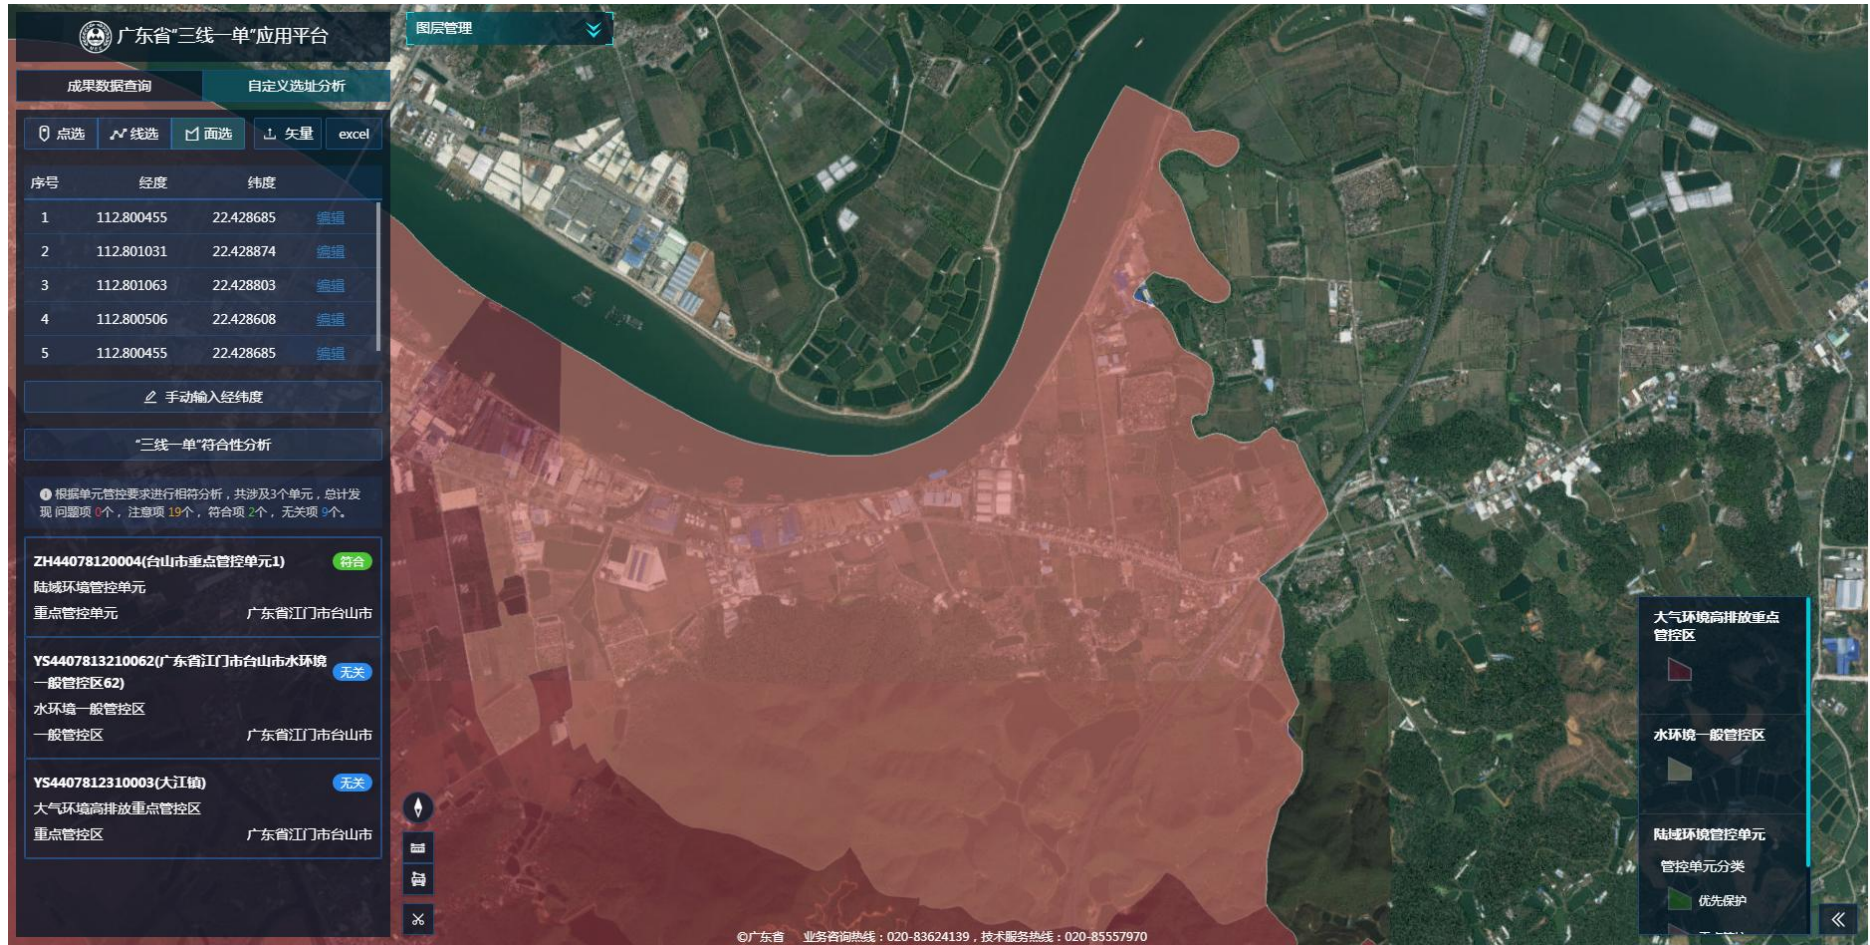 广东省"三线一单"应用平台
成果数据查询 自定义选址分析
点选 线选 面选 矢量 excel
序号 经度 纬度
1 112.800455 22.428685 编辑
2 112.801031 22.428874 编辑
3 112.801063 22.428803 编辑
4 112.800506 22.428608 编辑
5 112.800455 22.428685 编辑
手动输入经纬度
"三线一单"符合性分析
根据单元管控要求进行相符分析，共涉及3个单元，总计发
现 问题项 0个，注意项 19个，符合项 2个，无关项 9个。
ZH44078120004(台山市重点管控单元1) 符合
陆域环境管控单元
重点管控单元 广东省江门市台山市
YS4407813210062(广东省江门市台山市水环境
一般管控区62) 无关
水环境一般管控区
一般管控区 广东省江门市台山市
YS4407812310003(大江镇) 无关
大气环境高排放重点管控区
重点管控区 广东省江门市台山市
图层管理
大气环境高排放重点
管控区
水环境一般管控区
陆域环境管控单元
管控单元分类
优先保护
©广东省 业务咨询热线：020-83624139，技术服务热线：020-85557970